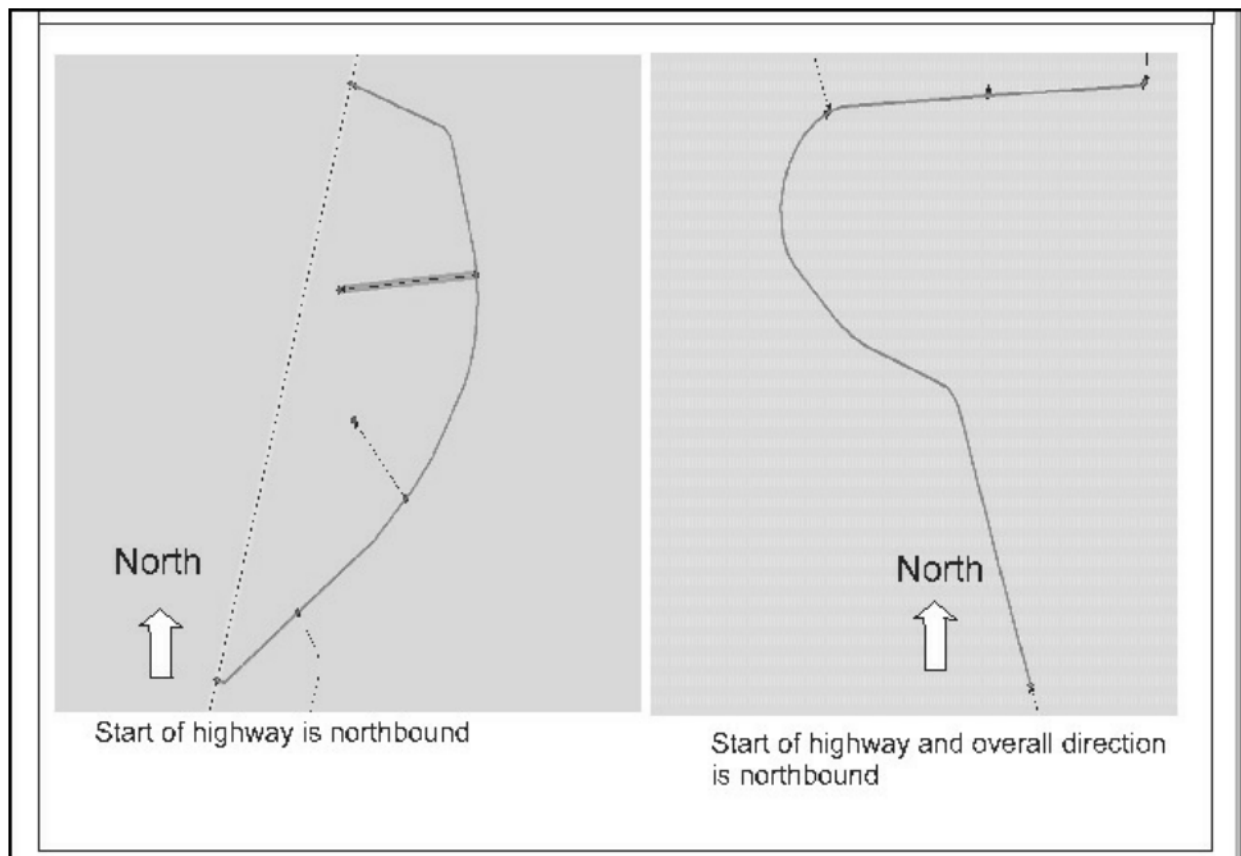 North
Start of highway is northbound
North
Start of highway and overall direction
is northbound